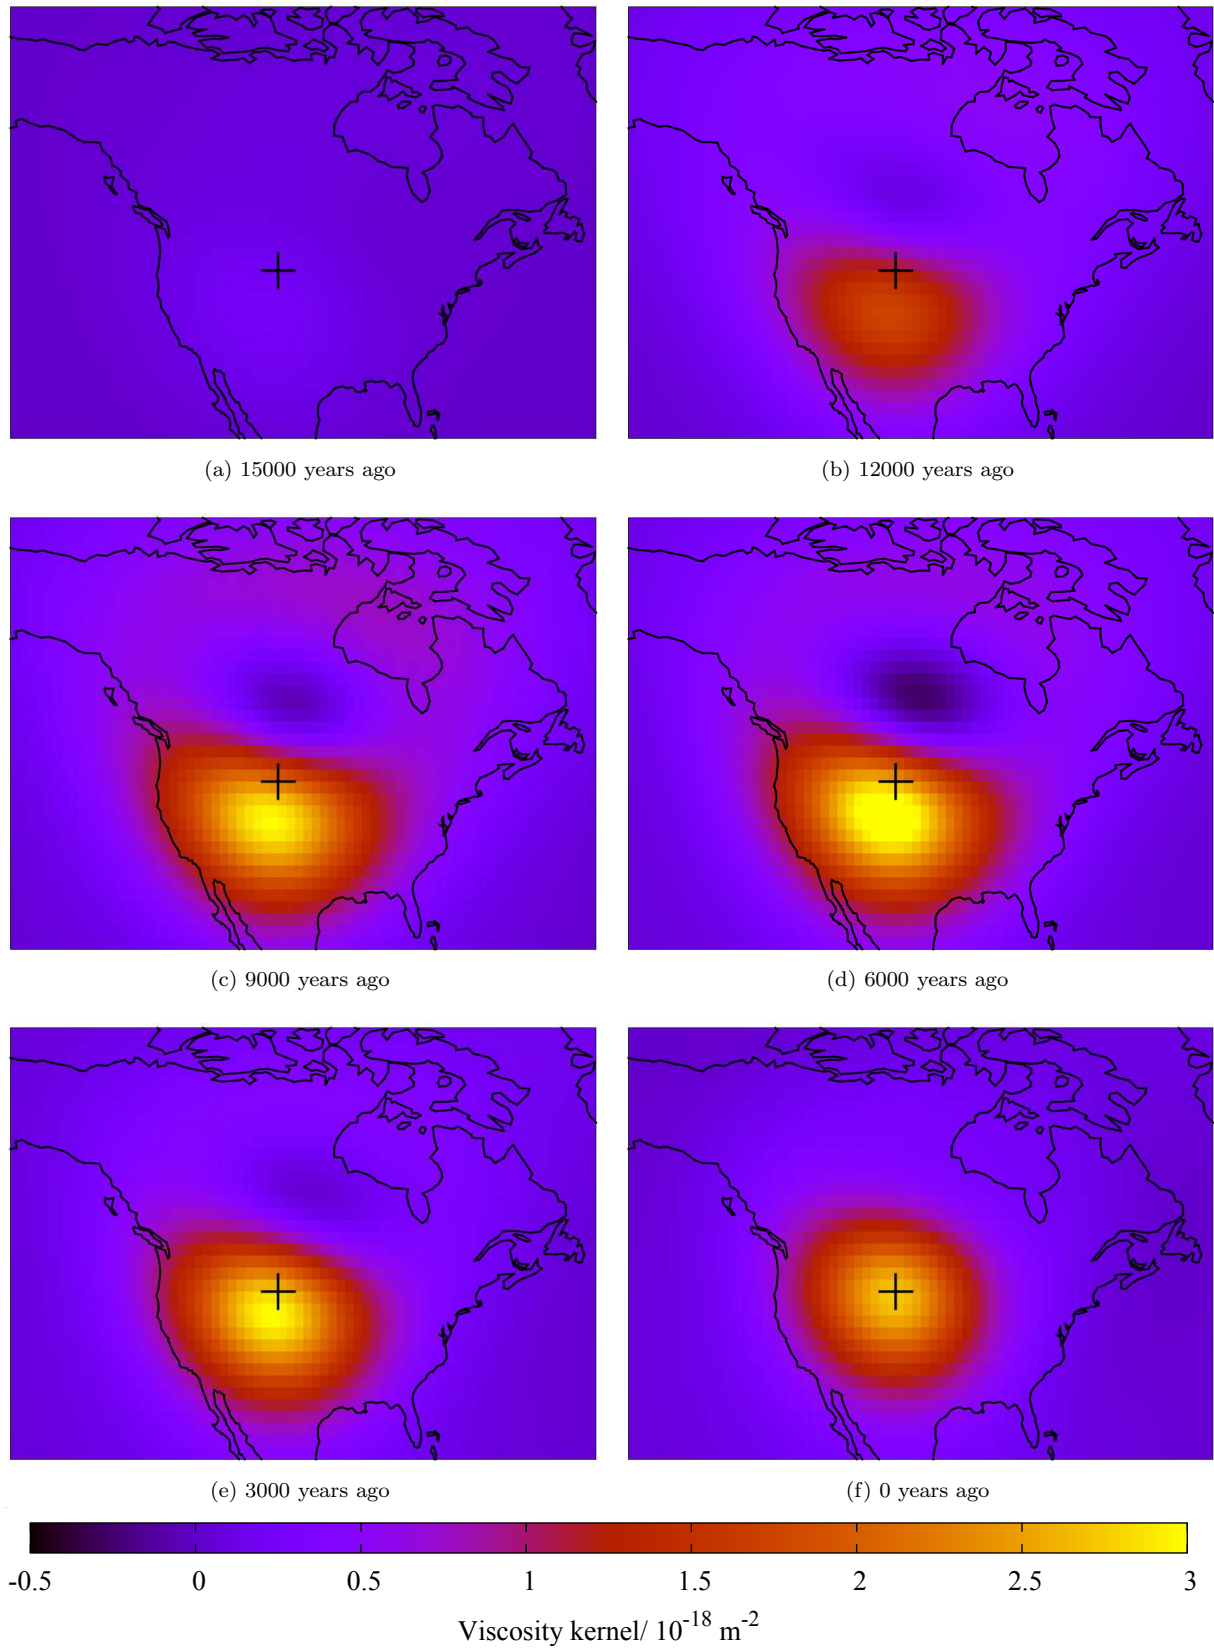 (a) 15000 years ago
(b) 12000 years ago
(c) 9000 years ago
(d) 6000 years ago
(e) 3000 years ago
(f) 0 years ago
-0.5 0 0.5 1 1.5 2 2.5 3
Viscosity kernel/ 10⁻¹⁸ m⁻²